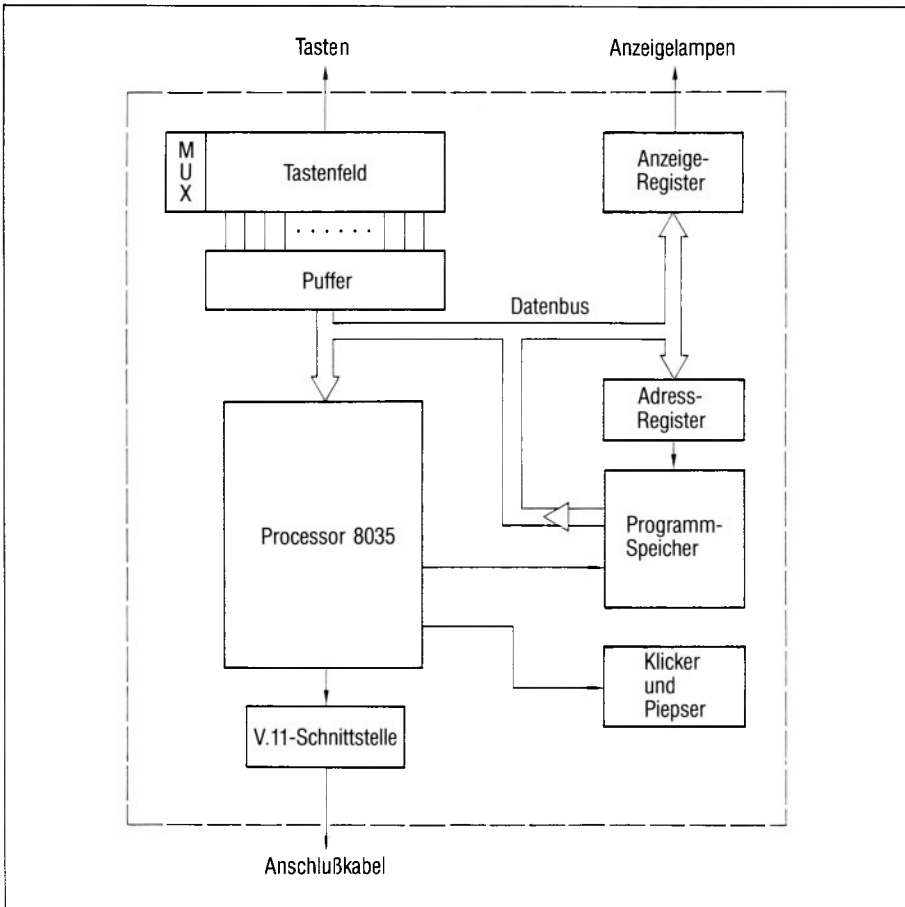 Tasten
Anzeigelampen
M
U
X
Tastenfeld
Anzeige-
Register
Puffer
Datenbus
Adress-
Register
Processor 8035
Programm-
Speicher
Klicker
und
Piepser
V.11-Schnittstelle
Anschlußkabel